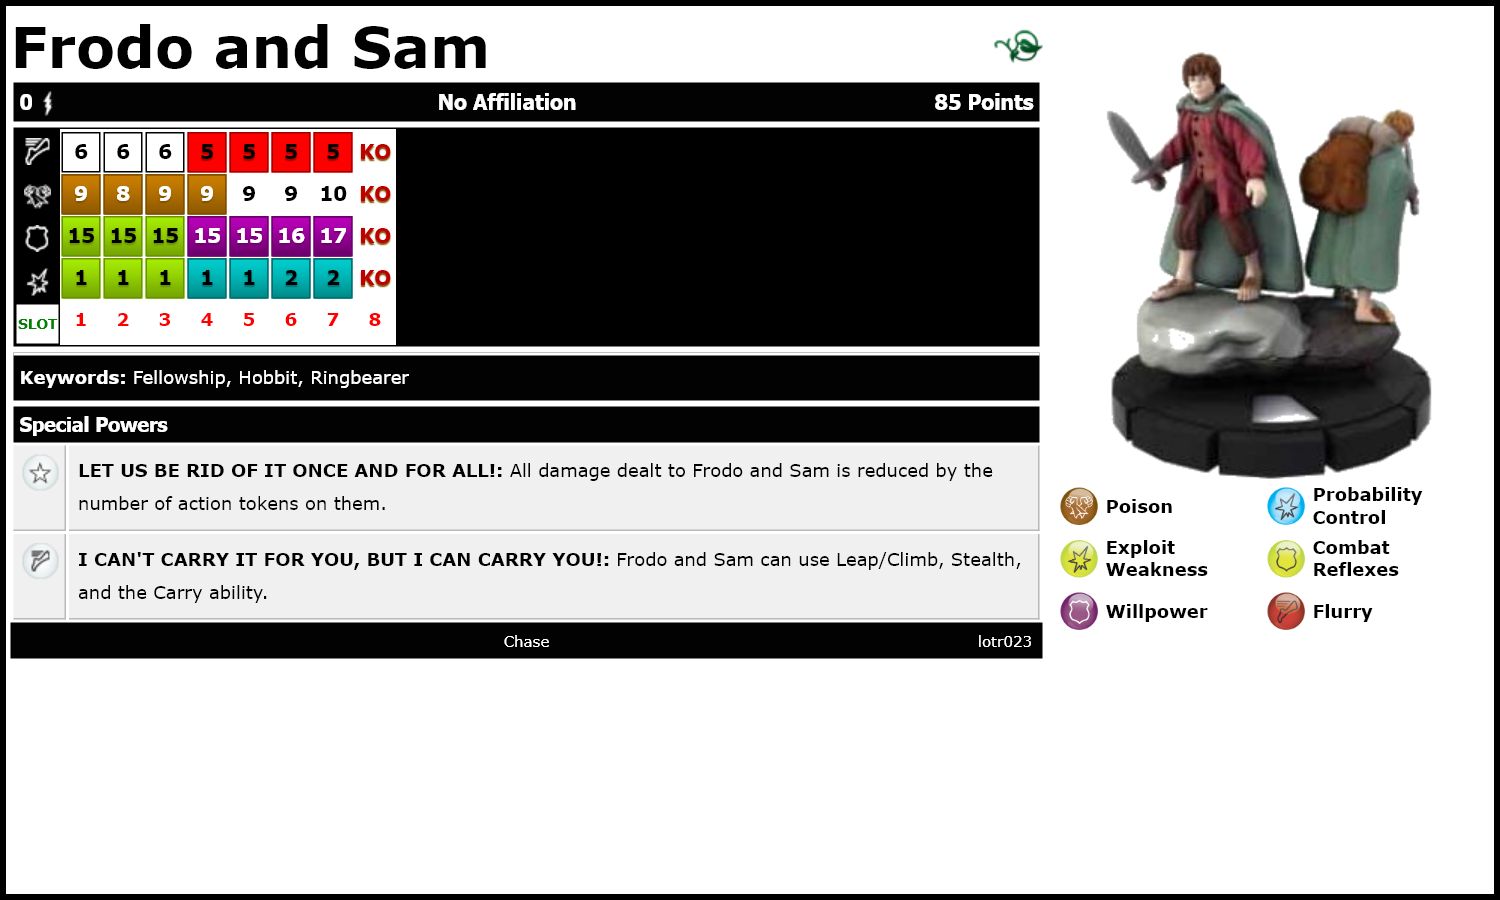 Frodo and Sam
0 No Affiliation 85 Points
6 6 6 5 5 5 5 KO
9 8 9 9 9 9 10 KO
15 15 15 15 15 16 17 KO
1 1 1 1 1 2 2 KO
SLOT 1 2 3 4 5 6 7 8
Keywords: Fellowship, Hobbit, Ringbearer
Special Powers
LET US BE RID OF IT ONCE AND FOR ALL!: All damage dealt to Frodo and Sam is reduced by the
number of action tokens on them.
I CAN'T CARRY IT FOR YOU, BUT I CAN CARRY YOU!: Frodo and Sam can use Leap/Climb, Stealth,
and the Carry ability.
Chase lotr023
Poison
Probability
Control
Exploit
Weakness
Combat
Reflexes
Willpower
Flurry